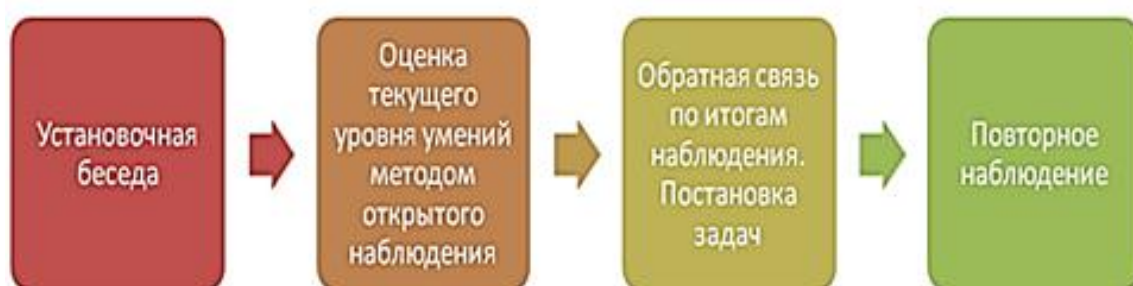 Установочная
беседа
Оценка
текущего
уровня умений
методом
открытого
наблюдения
Обратная связь
по итогам
наблюдения.
Постановка
задач
Повторное
наблюдение